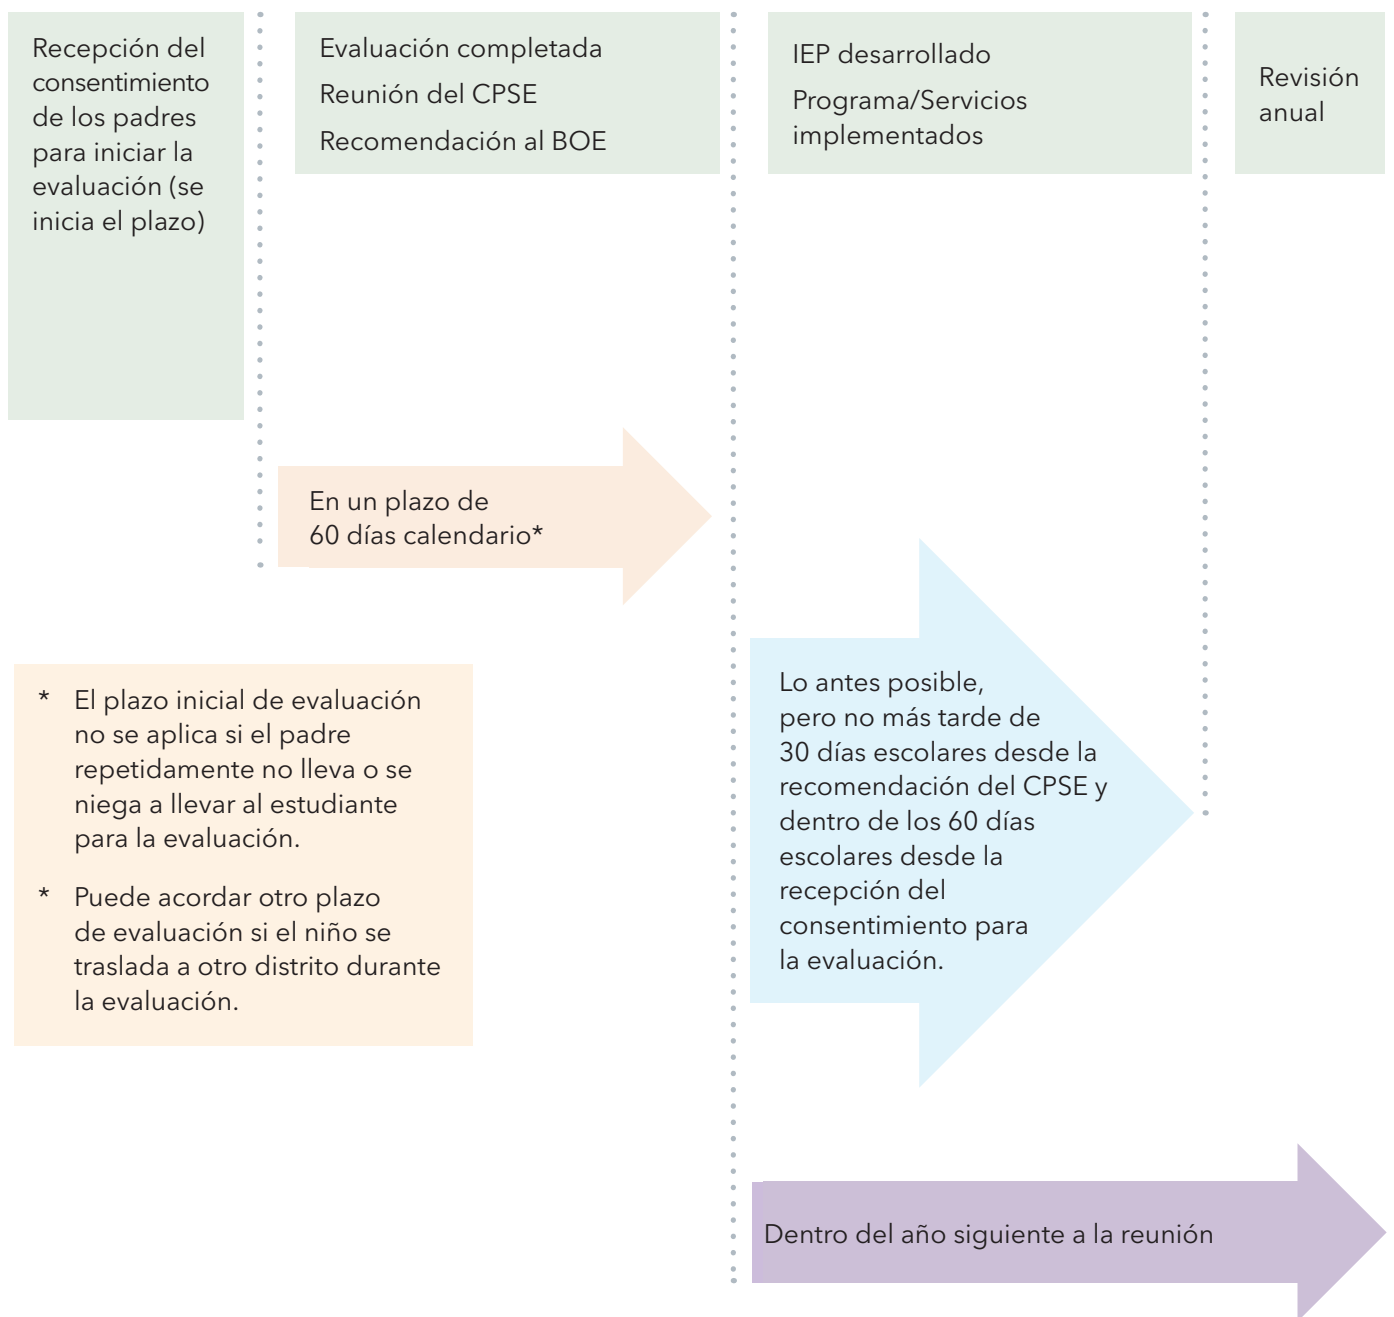 Recepción del
consentimiento
de los padres
para iniciar la
evaluación (se
inicia el plazo)
Evaluación completada
Reunión del CPSE
Recomendación al BOE
IEP desarrollado
Programa/Servicios
implementados
Revisión
anual
En un plazo de
60 días calendario*
* El plazo inicial de evaluación
no se aplica si el padre
repetidamente no lleva o se
niega a llevar al estudiante
para la evaluación.
* Puede acordar otro plazo
de evaluación si el niño se
traslada a otro distrito durante
la evaluación.
Lo antes posible,
pero no más tarde de
30 días escolares desde la
recomendación del CPSE y
dentro de los 60 días
escolares desde la
recepción del
consentimiento para
la evaluación.
Dentro del año siguiente a la reunión